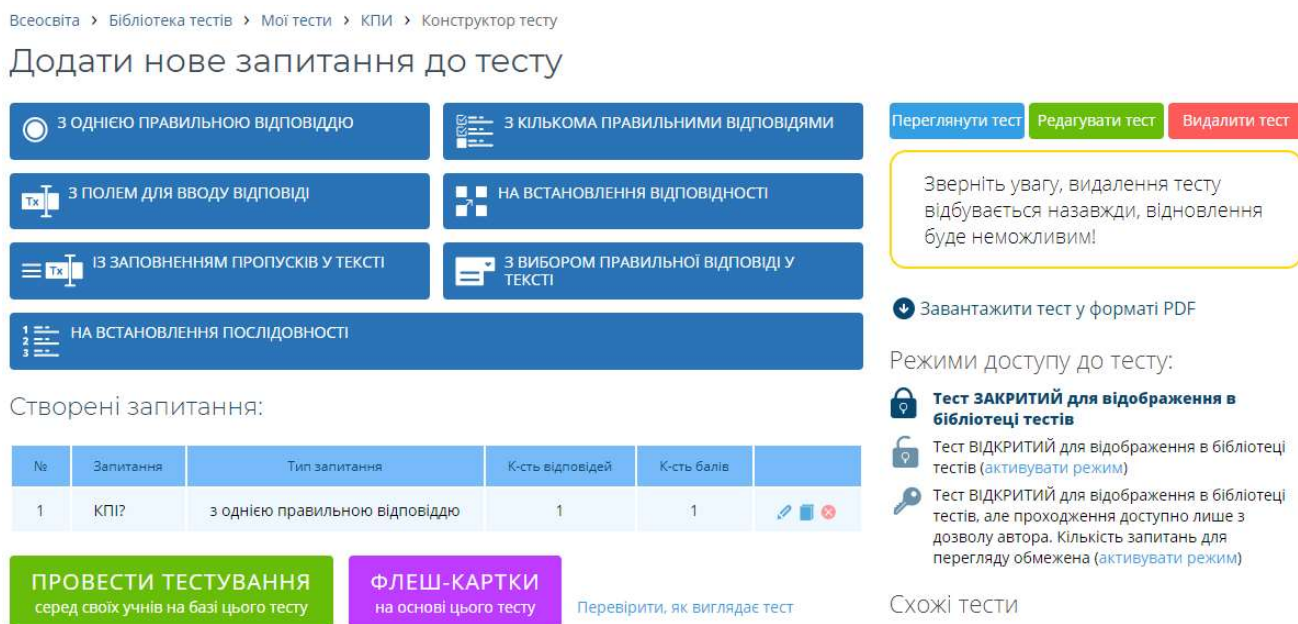 Всеосвіта > Бібліотека тестів > Мої тести > КПИ > Конструктор тесту
Додати нове запитання до тесту
З ОДНІЄЮ ПРАВИЛЬНОЮ ВІДПОВІДДЮ
З КІЛЬКОМА ПРАВИЛЬНИМИ ВІДПОВІДЯМИ
Tx З ПОЛЕМ ДЛЯ ВВОДУ ВІДПОВІДІ
НА ВСТАНОВЛЕННЯ ВІДПОВІДНОСТІ
Tx ІЗ ЗАПОВНЕННЯМ ПРОПУСКІВ У ТЕКСТІ
З ВИБОРОМ ПРАВИЛЬНОЇ ВІДПОВІДІ У
ТЕКСТІ
1
2
3
НА ВСТАНОВЛЕННЯ ПОСЛІДОВНОСТІ
Створені запитання:
№ Запитання Тип запитання К-сть відповідей К-сть балів
1 КПІ? з однією правильною відповіддю 1 1
ПРОВЕСТИ ТЕСТУВАННЯ
серед своїх учнів на базі цього тесту
ФЛЕШ-КАРТКИ
на основі цього тесту
Перевірити, як виглядає тест
Переглянути тест Редагувати тест Видалити тест
Зверніть увагу, видалення тесту
відбувається назавжди, відновлення
буде неможливим!
Завантажити тест у форматі PDF
Режими доступу до тесту:
Тест ЗАКРИТИЙ для відображення в
бібліотеці тестів
Тест ВІДКРИТИЙ для відображення в бібліотеці
тестів (активувати режим)
Тест ВІДКРИТИЙ для відображення в бібліотеці
тестів, але проходження доступно лише з
дозволу автора. Кількість запитань для
перегляду обмежена (активувати режим)
Схожі тести